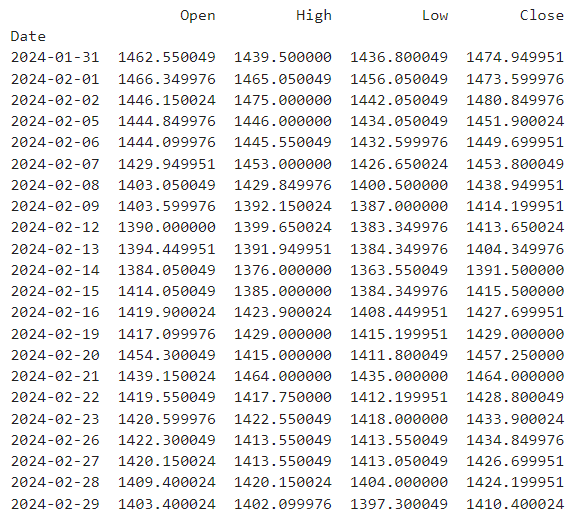 Open High Low Close
Date
2024-01-31 1462.550049 1439.500000 1436.800049 1474.949951
2024-02-01 1466.349976 1465.050049 1456.050049 1473.599976
2024-02-02 1446.150024 1475.000000 1442.050049 1480.849976
2024-02-05 1444.849976 1446.000000 1434.050049 1451.900024
2024-02-06 1444.099976 1445.550049 1432.599976 1449.699951
2024-02-07 1429.949951 1453.000000 1426.650024 1453.800049
2024-02-08 1403.050049 1429.849976 1400.500000 1438.949951
2024-02-09 1403.599976 1392.150024 1387.000000 1414.199951
2024-02-12 1390.000000 1399.650024 1383.349976 1413.650024
2024-02-13 1394.449951 1391.949951 1384.349976 1404.349976
2024-02-14 1384.050049 1376.000000 1363.550049 1391.500000
2024-02-15 1414.050049 1385.000000 1384.349976 1415.500000
2024-02-16 1419.900024 1423.900024 1408.449951 1427.699951
2024-02-19 1417.099976 1429.000000 1415.199951 1429.000000
2024-02-20 1454.300049 1415.000000 1411.800049 1457.250000
2024-02-21 1439.150024 1464.000000 1435.000000 1464.000000
2024-02-22 1419.550049 1417.750000 1412.199951 1428.800049
2024-02-23 1420.599976 1422.550049 1418.000000 1433.900024
2024-02-26 1422.300049 1413.550049 1413.550049 1434.849976
2024-02-27 1420.150024 1413.550049 1413.050049 1426.699951
2024-02-28 1409.400024 1420.150024 1404.000000 1424.199951
2024-02-29 1403.400024 1402.099976 1397.300049 1410.400024